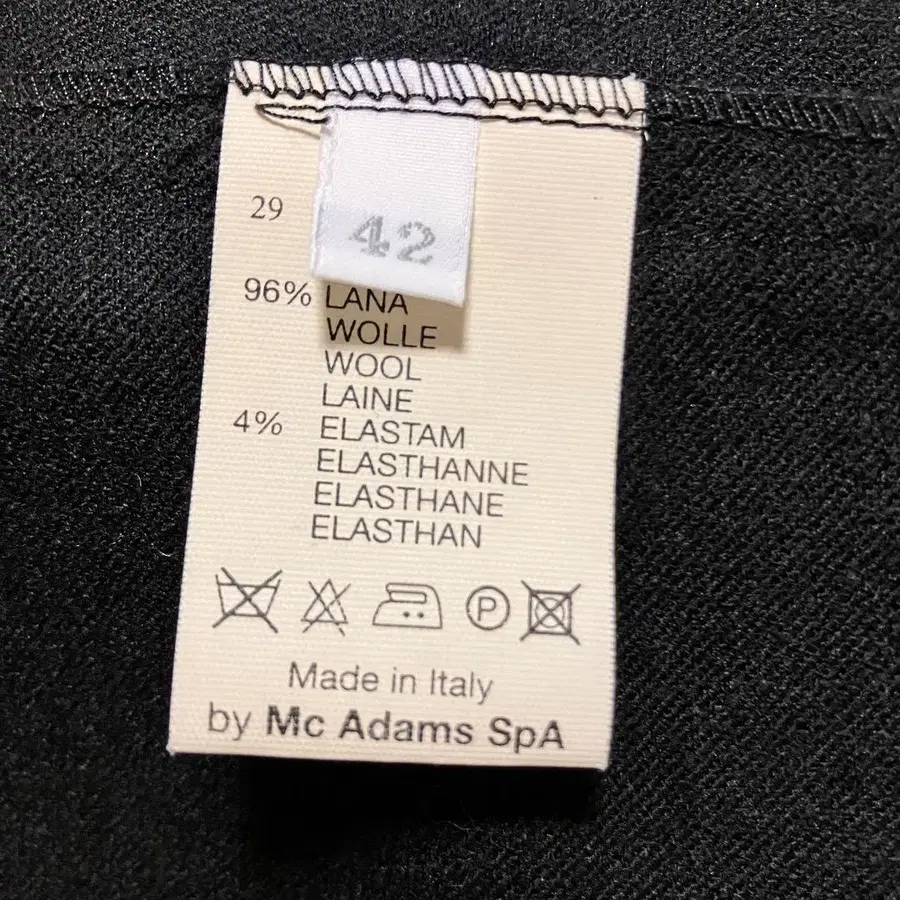 29
42
96% LANA
WOLLE
WOOL
LAINE
4% ELASTAM
ELASTHANNE
ELASTHANE
ELASTHAN
P
Made in Italy
by Mc Adams SpA